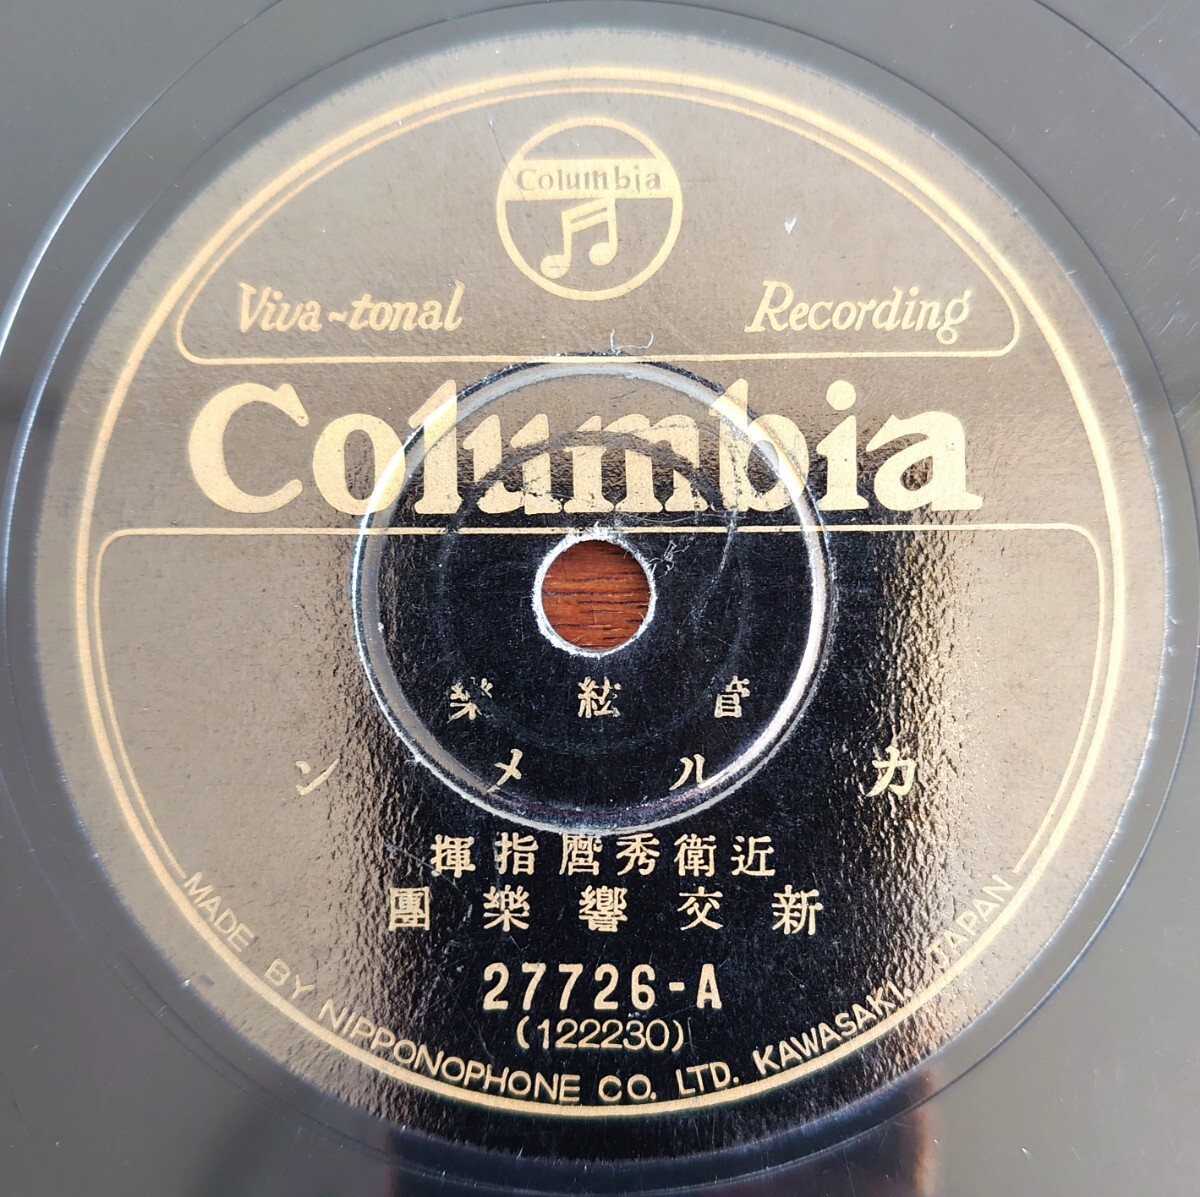 Columbia
Viva-tonal Recording
Columbia
樂絃管
ンメルカ
揮指麿秀衛近
團樂響交新
27726-A
(122230)
MADE BY NIPPONOPHONE CO. LTD. KAWASAKI, JAPAN